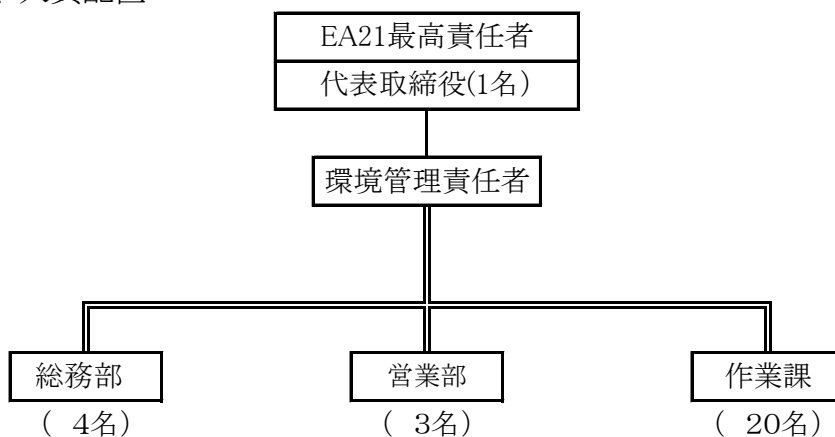 EA21最高責任者
代表取締役(1名)
環境管理責任者
総務部
営業部
作業課
( 4名)
( 3名)
( 20名)